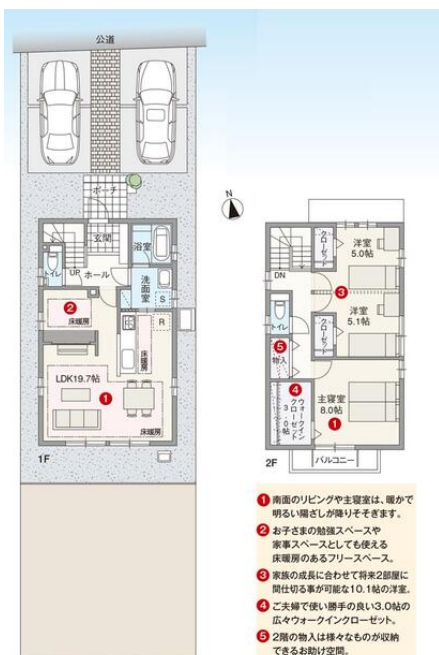 公道
ポーチ
玄関
浴室
トイレ
UP
ホール
洗面室
S
2
床暖房
R
床暖房
LDK19.7帖
1
床暖房
1F
N
クローゼット
洋室
5.0帖
DN
3
洋室
5.1帖
トイレ
クローゼット
5
物入
4
ウォークイン
クローゼット
3.0帖
主寝室
8.0帖
1
バルコニー
2F
1 南面のリビングや主寝室は、暖かで
明るい陽ざしが降りそそぎます。
2 お子さまの勉強スペースや
家事スペースとしても使える
床暖房のあるフリースペース。
3 家族の成長に合わせて将来2部屋に
間仕切る事が可能な10.1帖の洋室。
4 ご夫婦で使い勝手の良い3.0帖の
広々ウォークインクローゼット。
5 2階の物入は様々なものが収納
できるお助け空間。